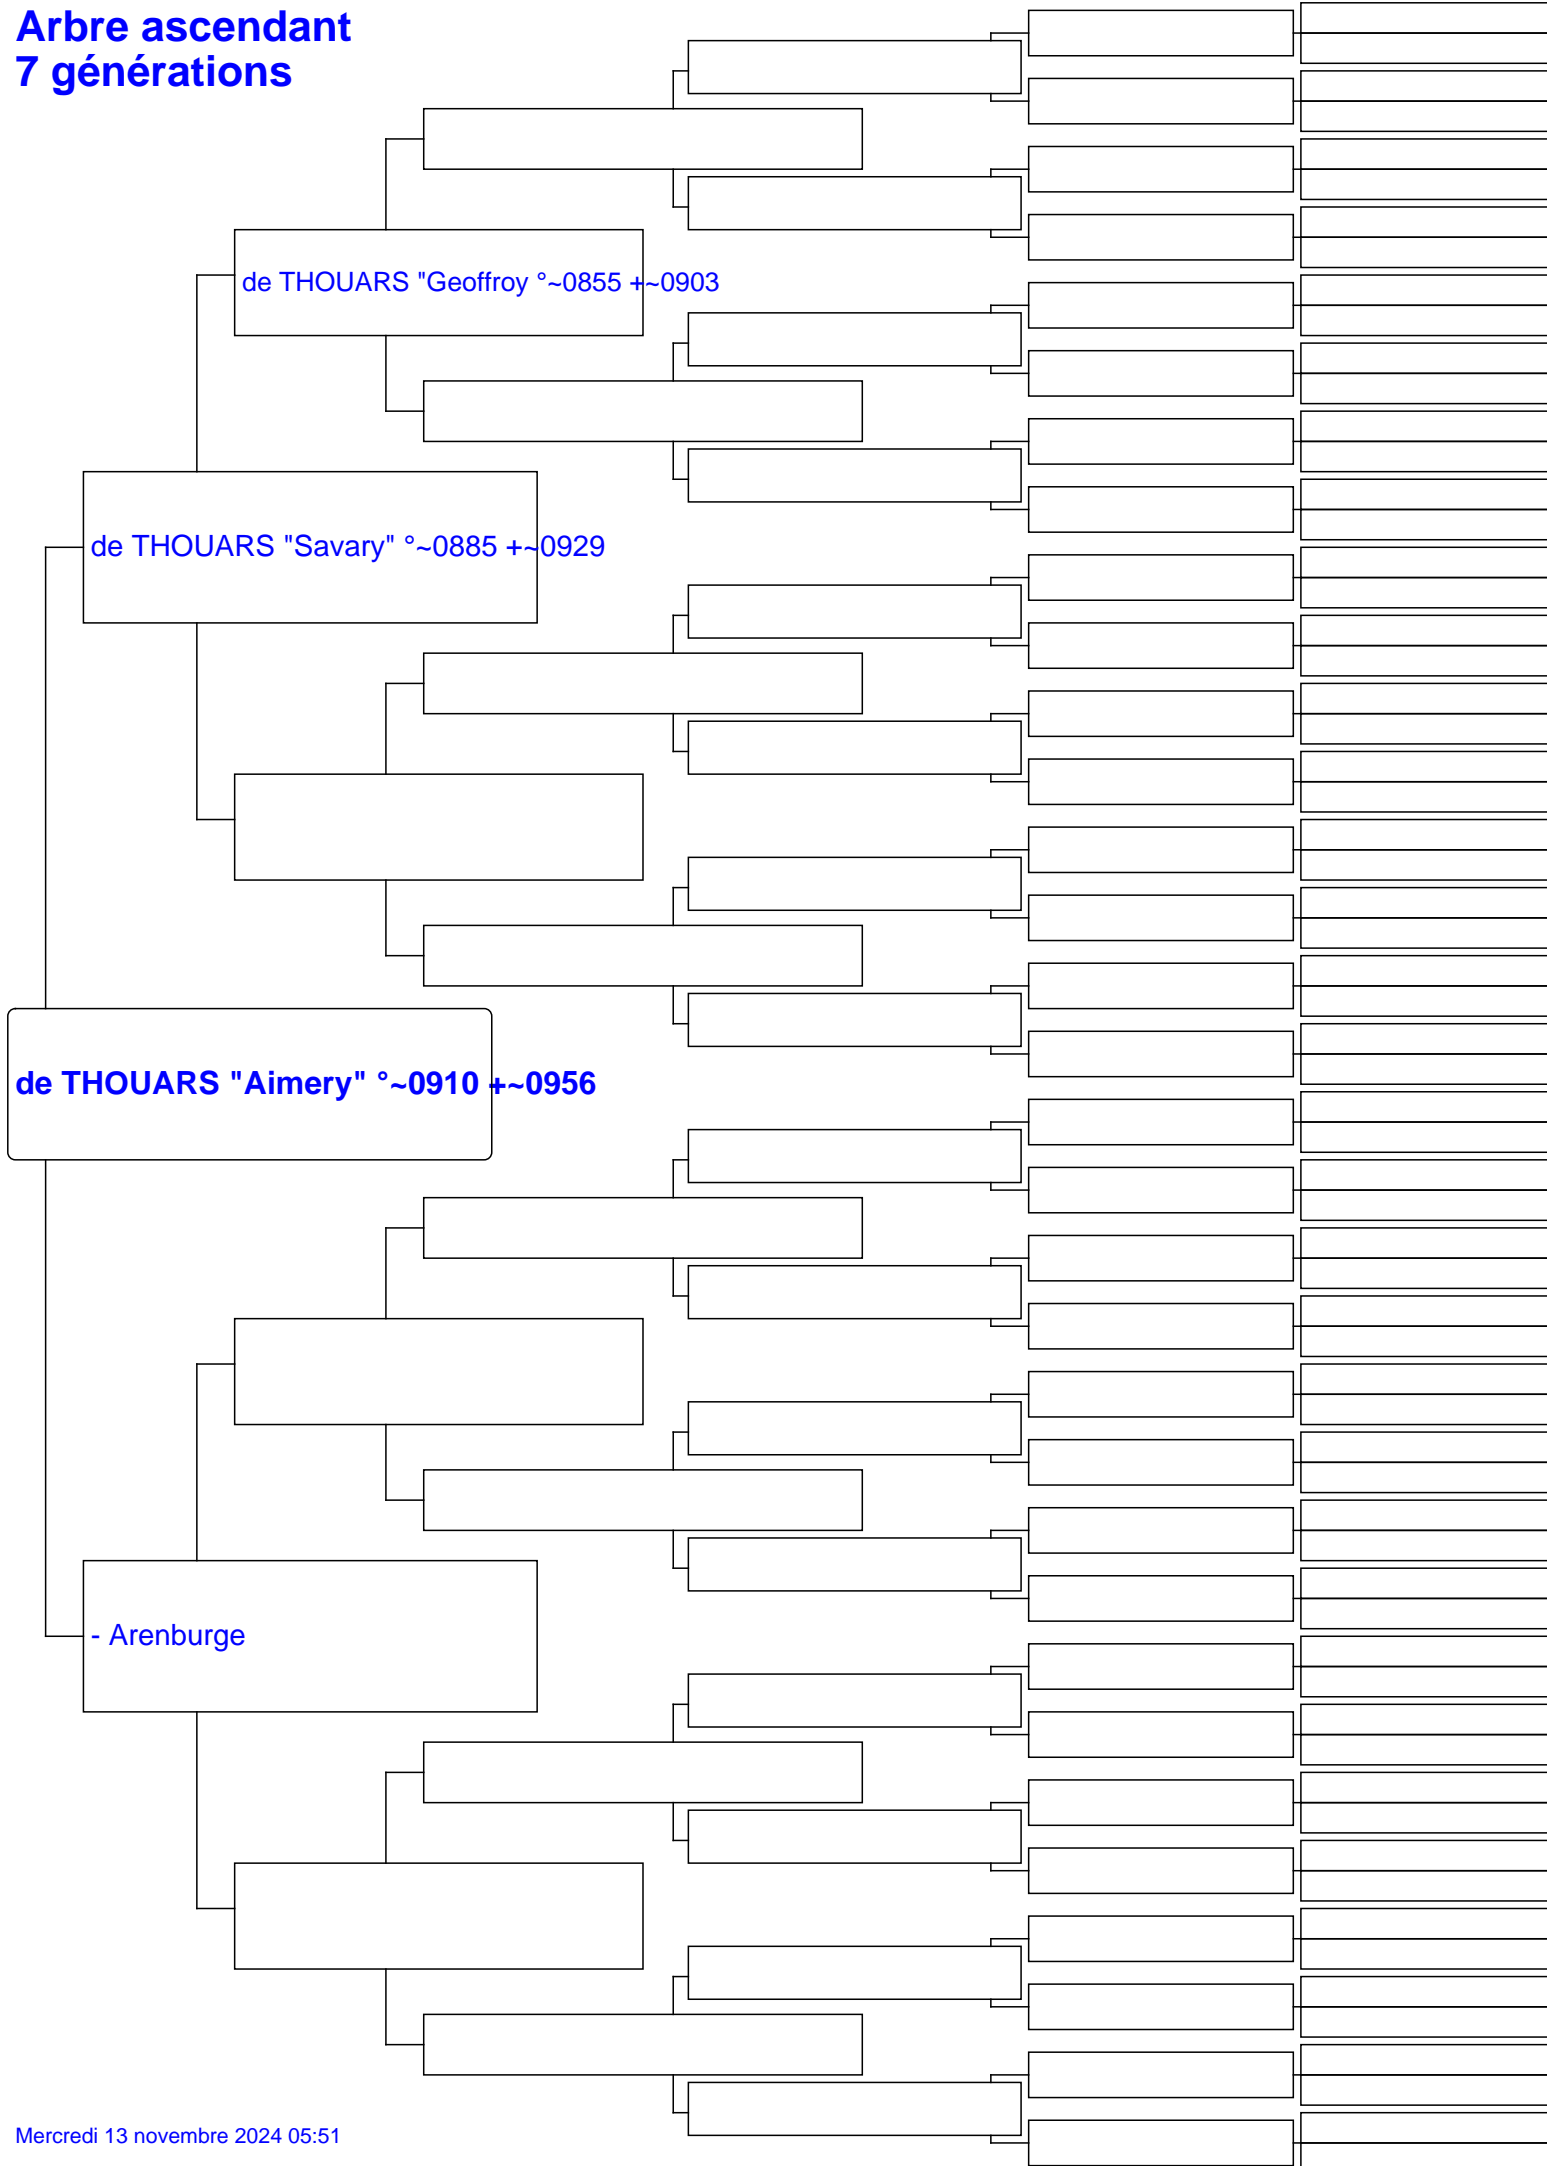 Arbre ascendant
7 générations
de THOUARS "Geoffroy °~0855 +~0903
de THOUARS "Savary" °~0885 +~0929
de THOUARS "Aimery" °~0910 +~0956
- Arenburge
Mercredi 13 novembre 2024 05:51